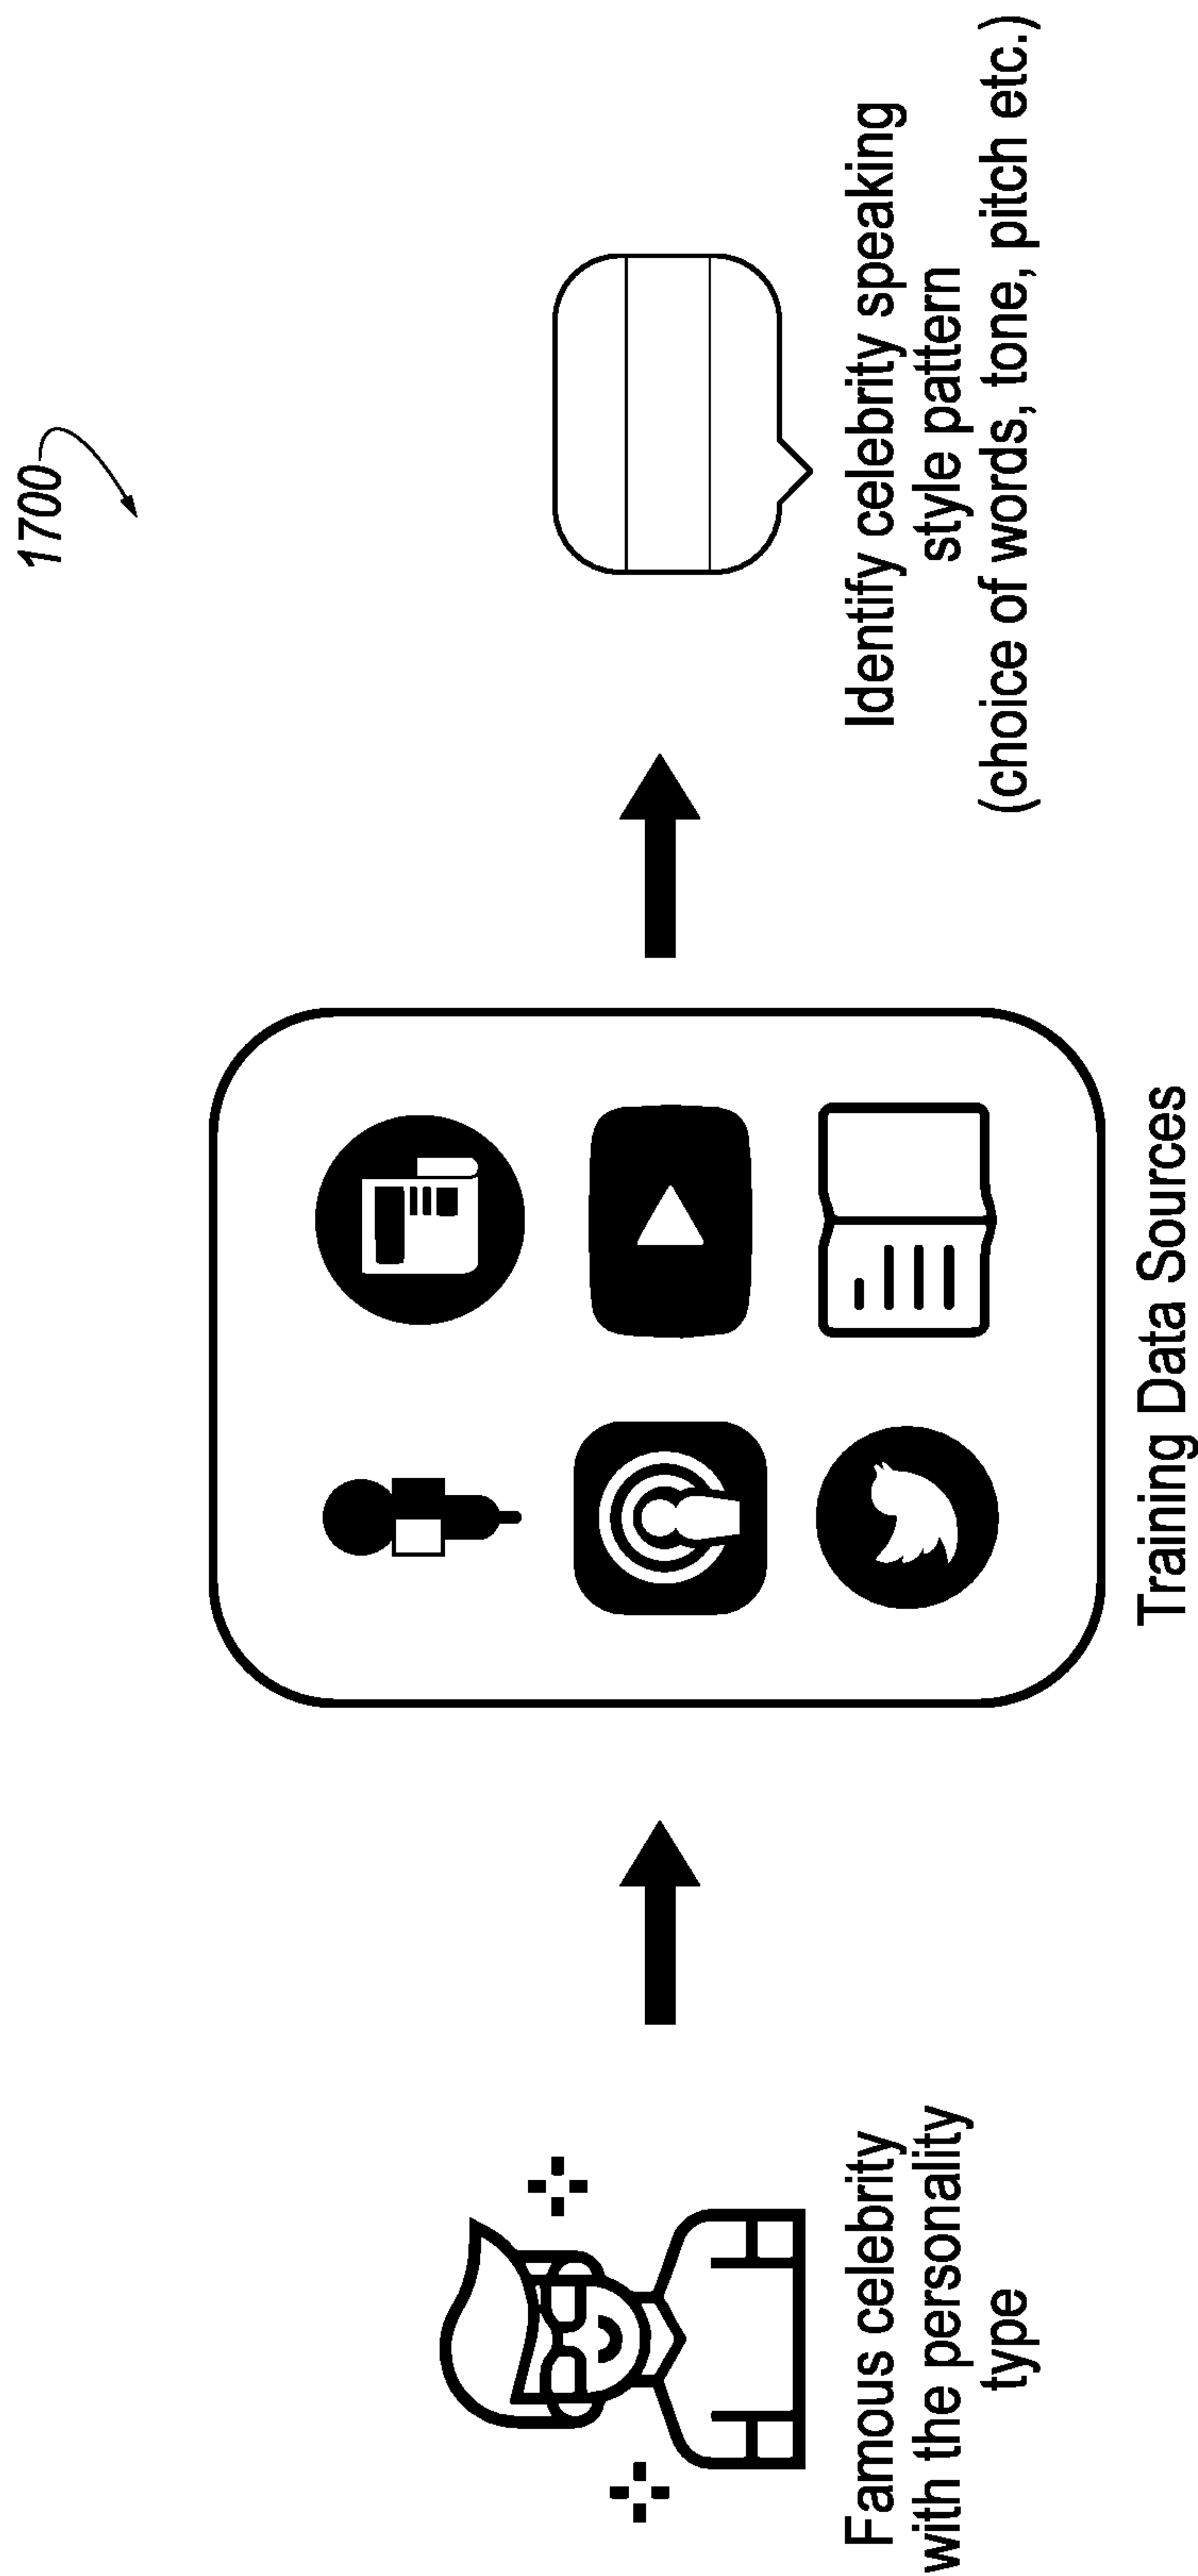 1700
Famous celebrity
with the personality
type
Training Data Sources
Identify celebrity speaking
style pattern
(choice of words, tone, pitch etc.)